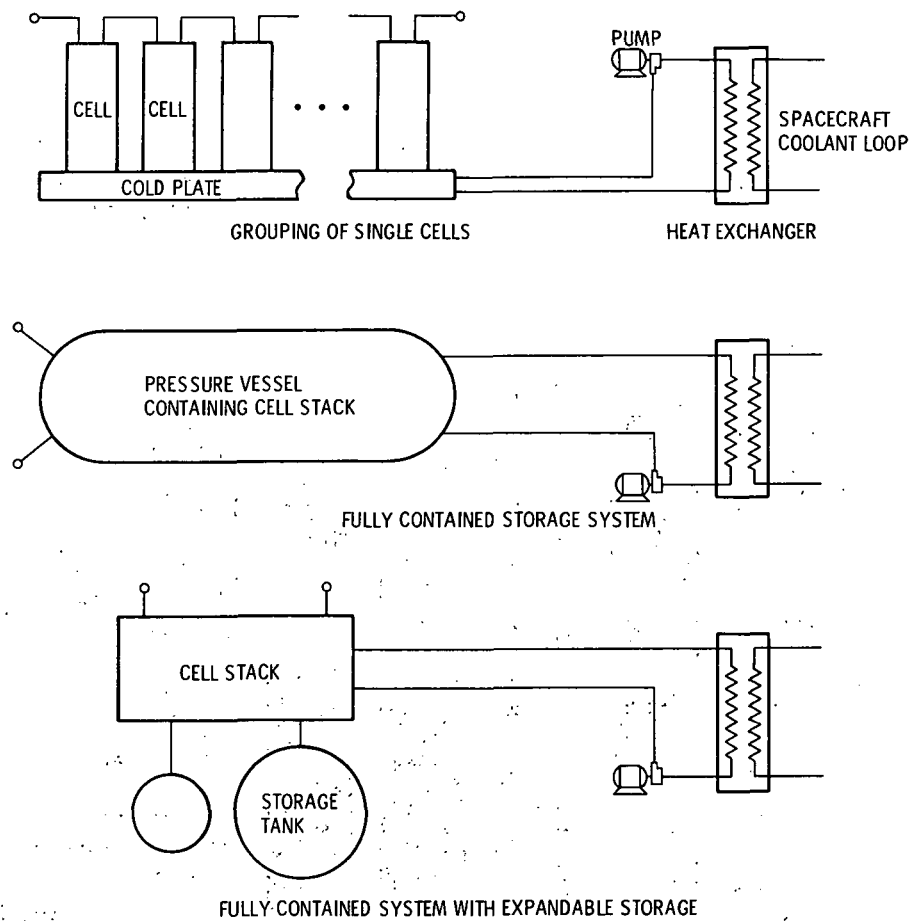 PUMP
CELL
CELL
SPACECRAFT
COOLANT LOOP
COLD PLATE
GROUPING OF SINGLE CELLS
HEAT EXCHANGER
PRESSURE VESSEL
CONTAINING CELL STACK
FULLY CONTAINED STORAGE SYSTEM
CELL STACK
STORAGE
TANK
FULLY CONTAINED SYSTEM WITH EXPANDABLE STORAGE